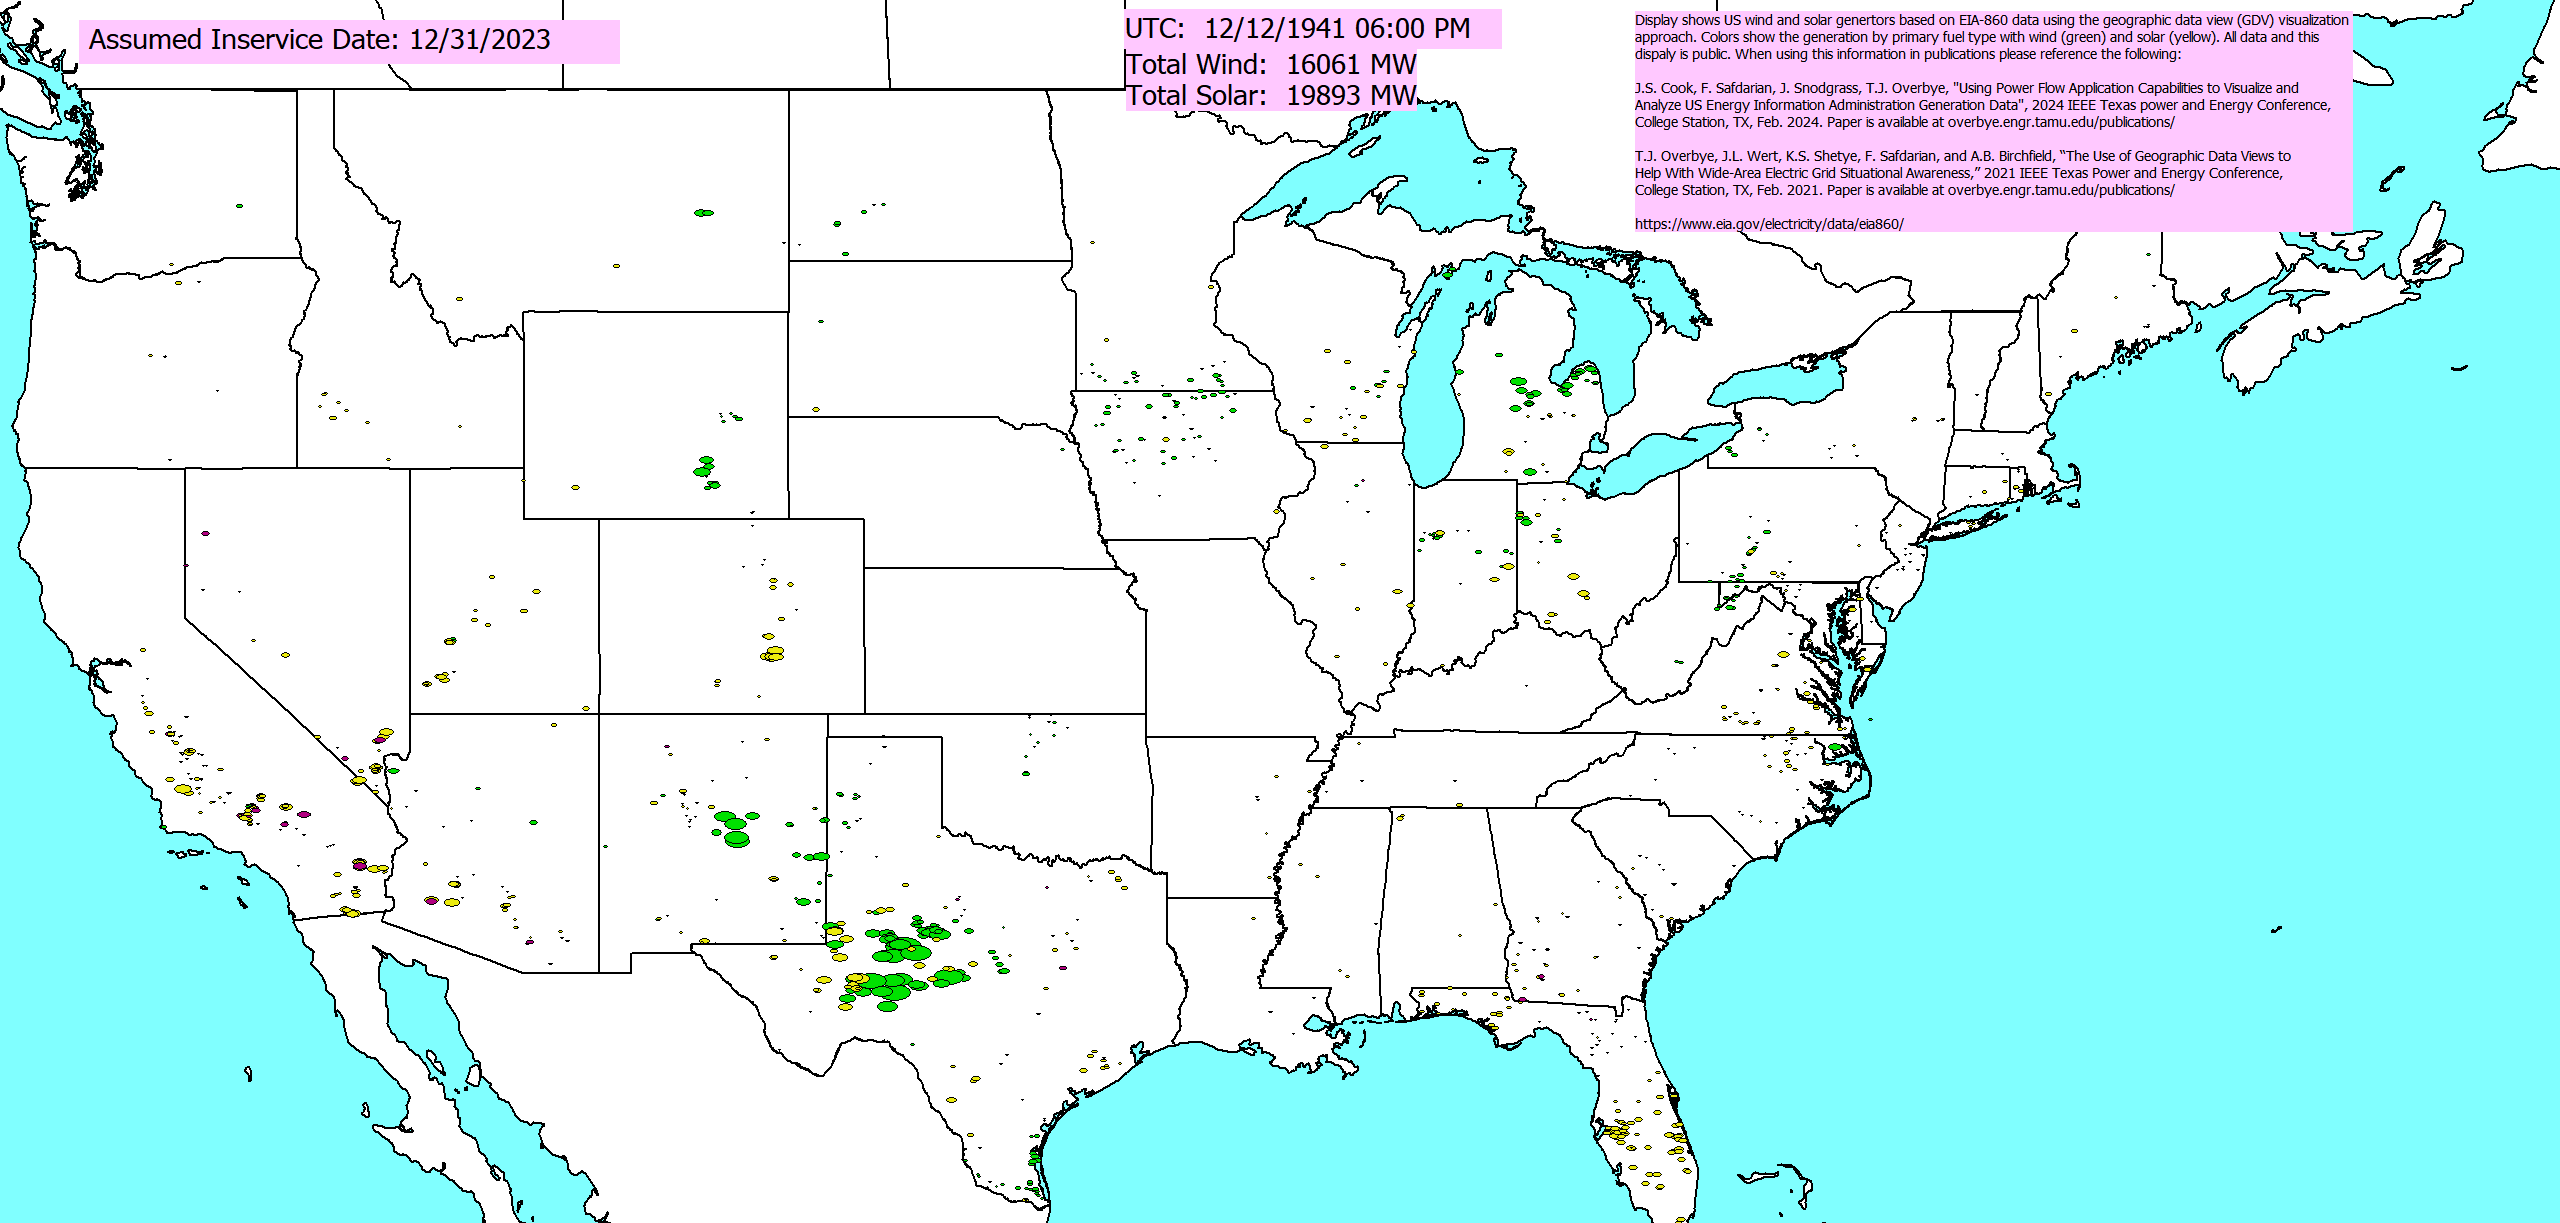 Assumed Inservice Date: 12/31/2023
UTC:  12/12/1941 06:00 PM
Total Wind:  16061 MW
Total Solar:  19893 MW
Display shows US wind and solar genertors based on EIA-860 data using the geographic data view (GDV) visualization
approach. Colors show the generation by primary fuel type with wind (green) and solar (yellow). All data and this
dispaly is public. When using this information in publications please reference the following:
J.S. Cook, F. Safdarian, J. Snodgrass, T.J. Overbye, "Using Power Flow Application Capabilities to Visualize and
Analyze US Energy Information Administration Generation Data", 2024 IEEE Texas power and Energy Conference,
College Station, TX, Feb. 2024. Paper is available at overbye.engr.tamu.edu/publications/
T.J. Overbye, J.L. Wert, K.S. Shetye, F. Safdarian, and A.B. Birchfield, “The Use of Geographic Data Views to
Help With Wide-Area Electric Grid Situational Awareness,” 2021 IEEE Texas Power and Energy Conference,
College Station, TX, Feb. 2021. Paper is available at overbye.engr.tamu.edu/publications/
https://www.eia.gov/electricity/data/eia860/